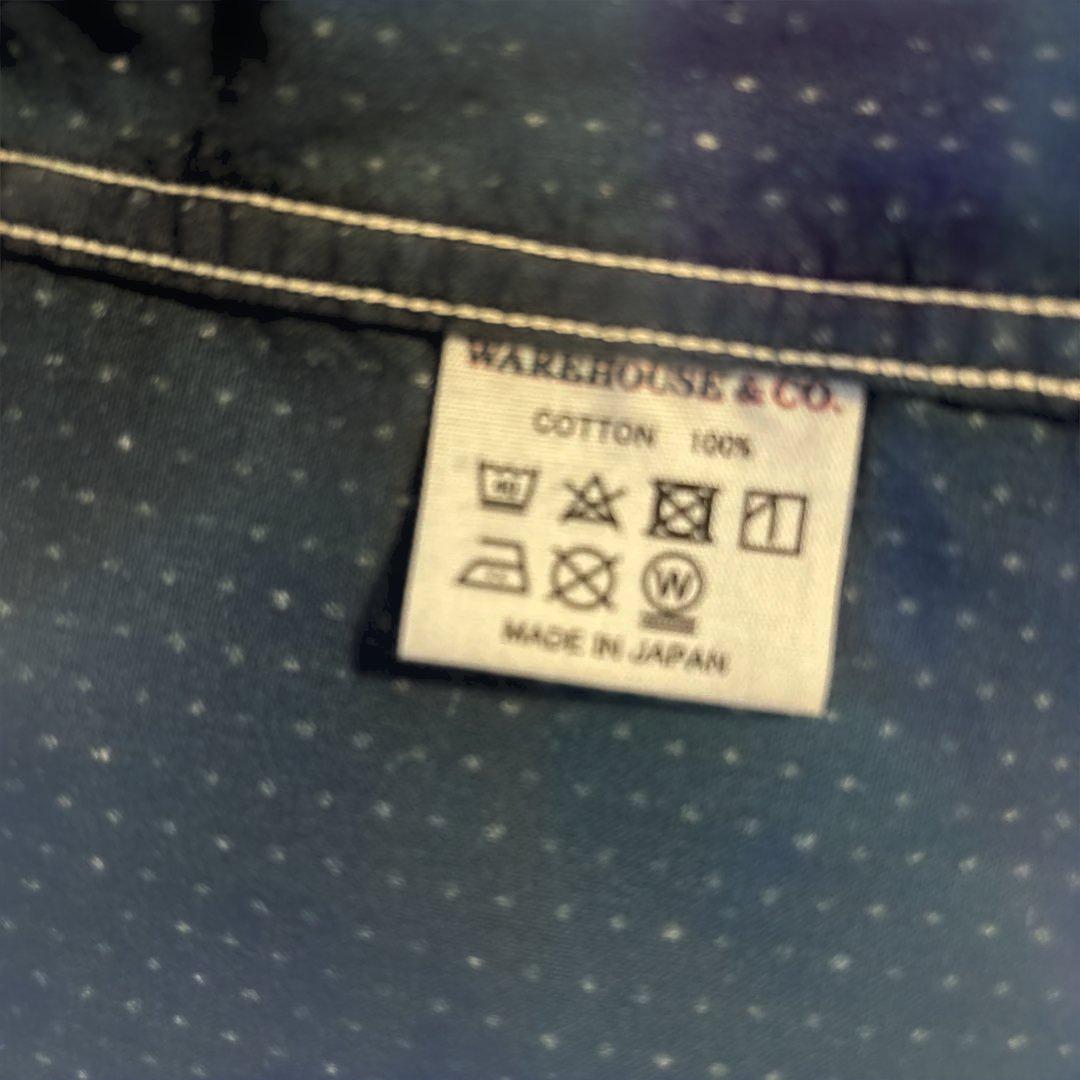 WAREHOUSE & CO.
COTTON 100%
W
MADE IN JAPAN